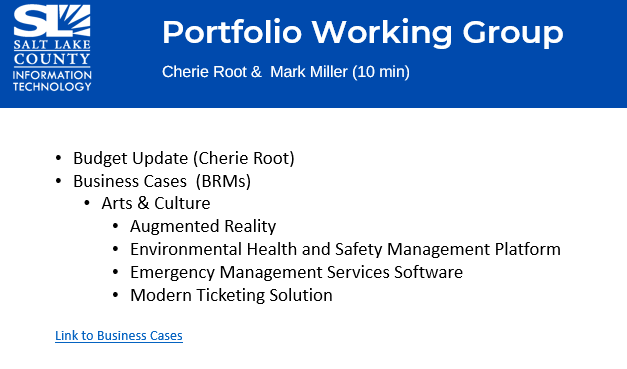 SL
SALT LAKE
COUNTY
INFORMATION
TECHNOLOGY
Portfolio Working Group
Cherie Root &  Mark Miller (10 min)
• Budget Update (Cherie Root)
• Business Cases  (BRMs)
• Arts & Culture
• Augmented Reality
• Environmental Health and Safety Management Platform
• Emergency Management Services Software
• Modern Ticketing Solution
Link to Business Cases